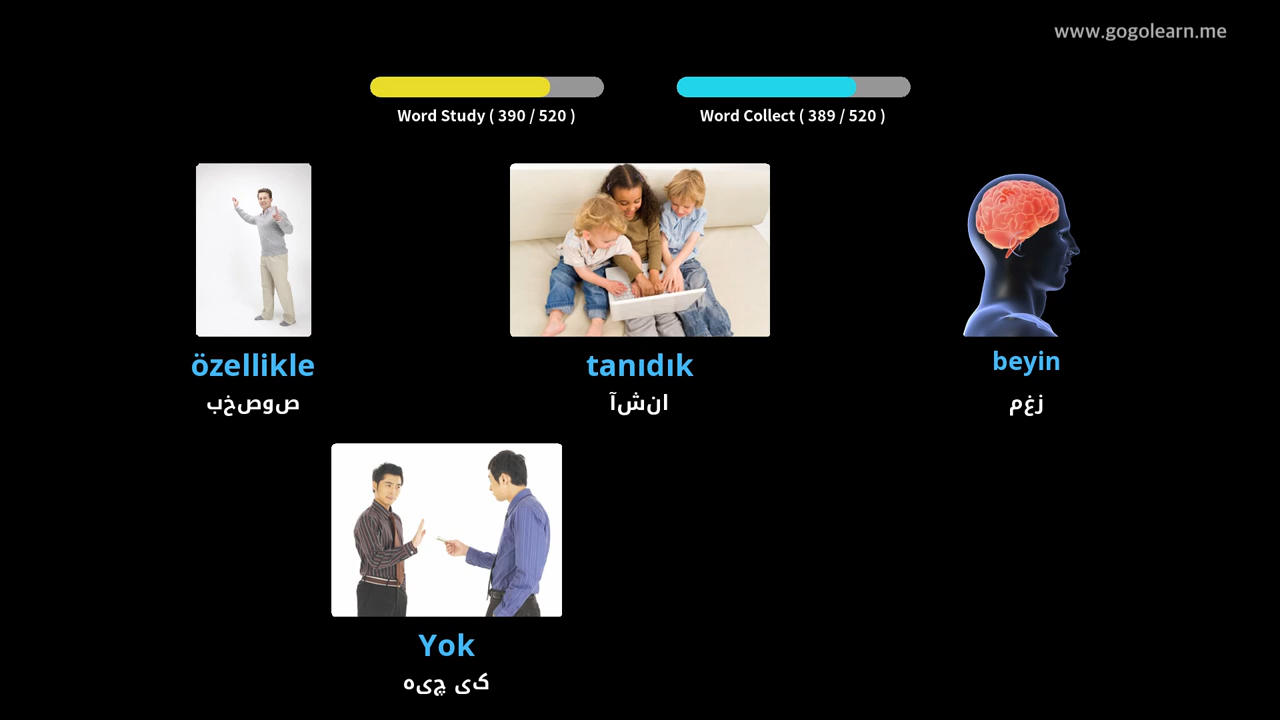 www.gogolearn.me
Word Study ( 390 / 520 )
Word Collect ( 389 / 520 )
özellikle
صوصخب
tanıdık
انشآ
beyin
زغم
Yok
کی چیه